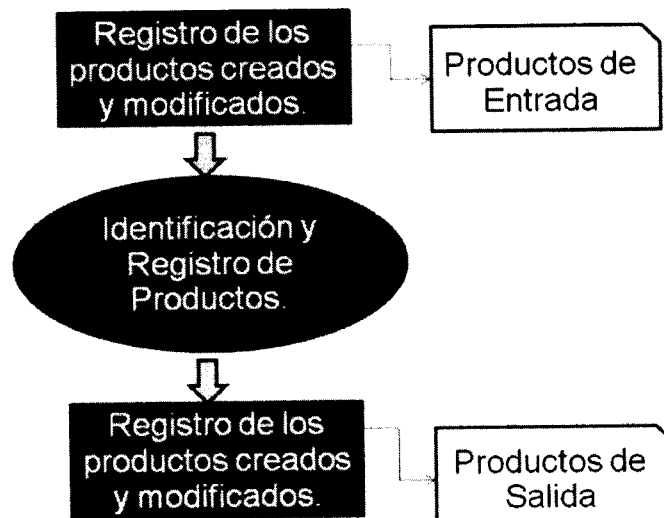 Registro de los
productos creados
y modificados.
Productos de
Entrada
Identificación y
Registro de
Productos.
Registro de los
productos creados
y modificados.
Productos de
Salida